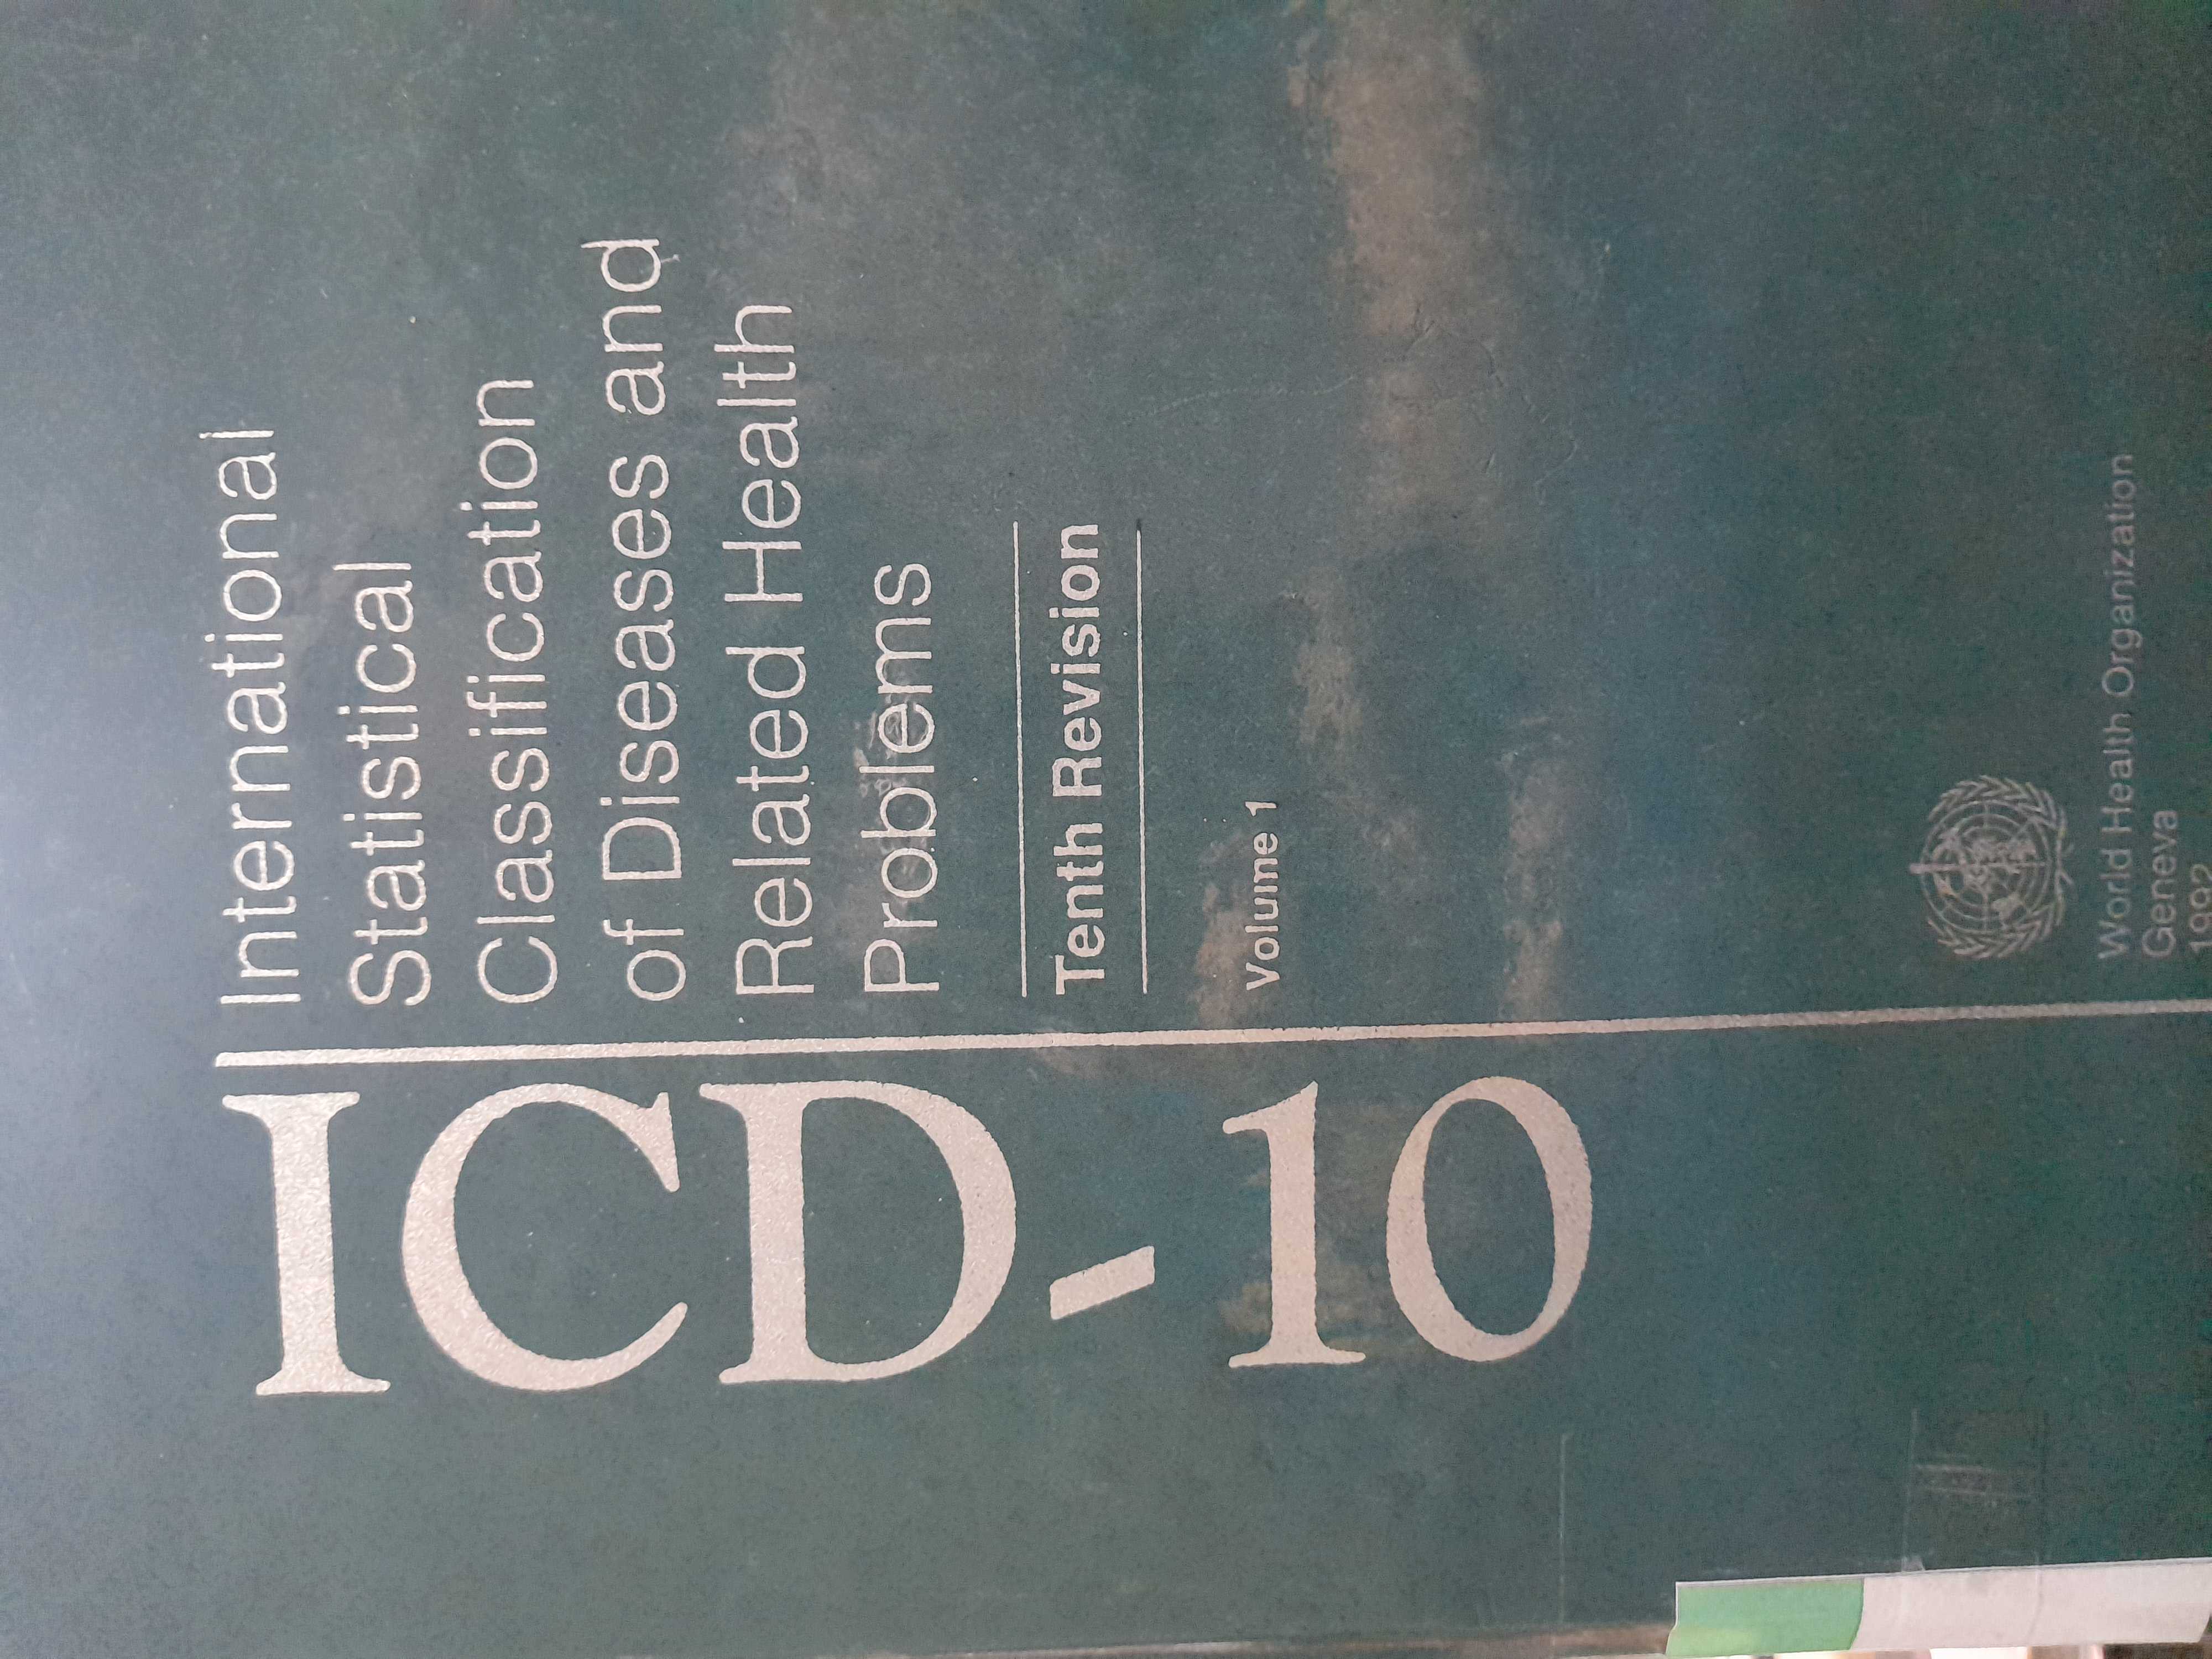 ICD-10
International
Statistical
Classification
of Diseases and
Related Health
Problems
Tenth Revision
Volume 1
World Health Organization
Geneva
1992